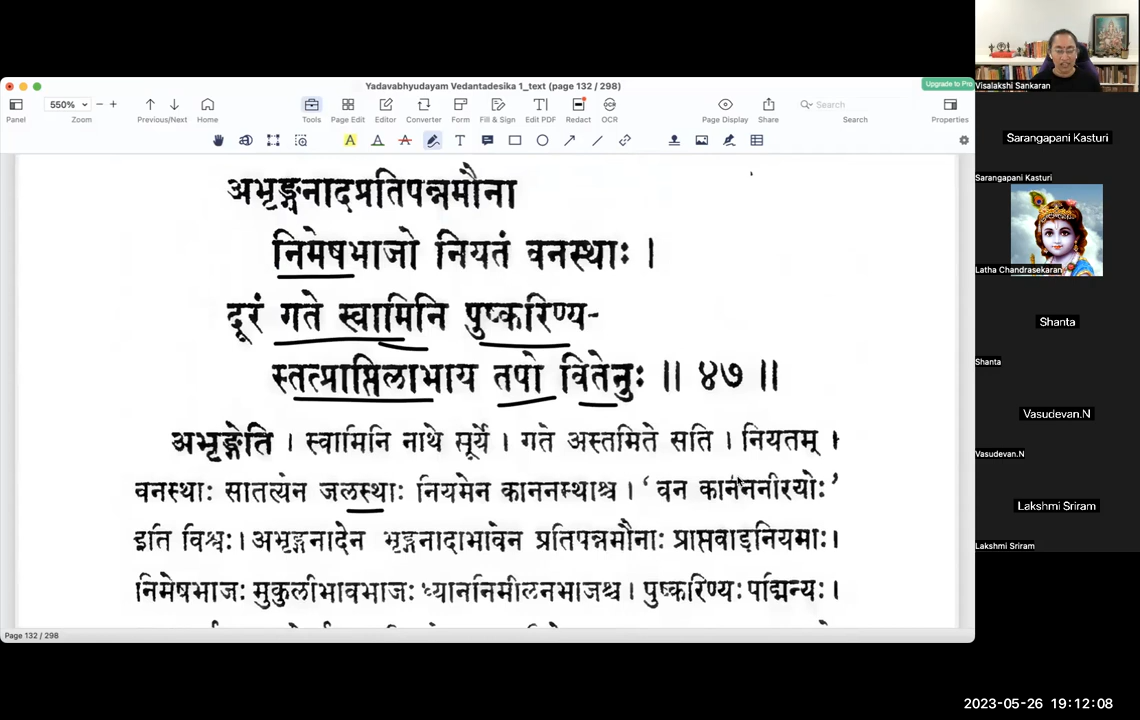 Yadavabhyudayam Vedantadesika 1_text (page 132 / 298)
Upgrade to Pro
550%
Search
Panel
Zoom
Previous/Next
Home
Tools
Page Edit
Editor
Converter
Form
Fill & Sign
Edit PDF
Redact
OCR
Page Display
Share
Search
Properties
अभृङ्गनादप्रतिपन्नमौना
निमेषभाजो नियतं वनस्थाः ।
दूरं गते स्वामिनि पुष्करिण्य-
स्तत्प्राप्तिलाभाय तपो वितेनुः ॥ ४७ ॥
अभृङ्गेति । स्वामिनि नाथे सूर्ये । गते अस्तमिते सति । नियतम् ।
वनस्थाः सातत्येन जलस्थाः नियमेन काननस्थाश्च । ‘ वन कानननीरयोः’
इति विश्वः । अभृङ्गनादेन भृङ्गनादाभावेन प्रतिपन्नमौनाः प्राप्तवाङ्नियमाः ।
निमेषभाजः मुकुलीभावभाजः ध्याननिमीलनभाजश्च । पुष्करिण्यः पद्मिन्यः ।
Page 132 / 298
Visalakshi Sankaran
Sarangapani Kasturi
Sarangapani Kasturi
Latha Chandrasekaran
Shanta
Shanta
Vasudevan.N
Vasudevan.N
Lakshmi Sriram
Lakshmi Sriram
2023-05-26 19:12:08